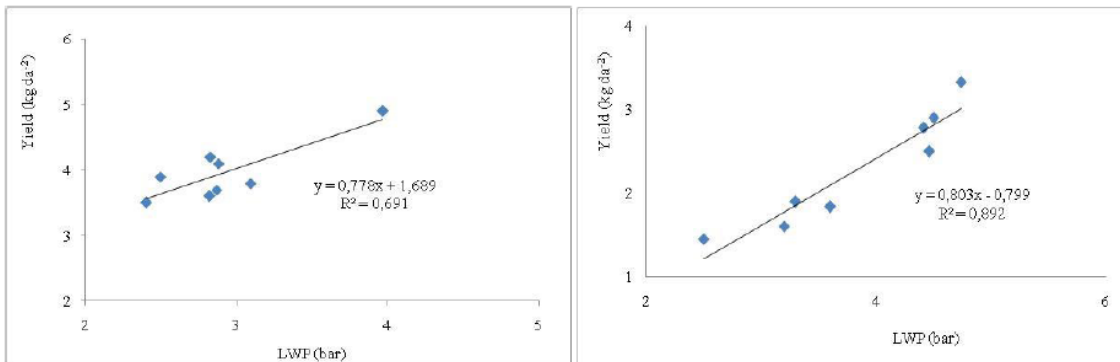 6
5
4
3
2
Yield (kg da⁻²)
y = 0,778x + 1,689
R² = 0,691
2
3
4
5
LWP (bar)
4
3
2
1
Yield (kg da⁻²)
y = 0,803x - 0,799
R² = 0,892
2
4
6
LWP (bar)